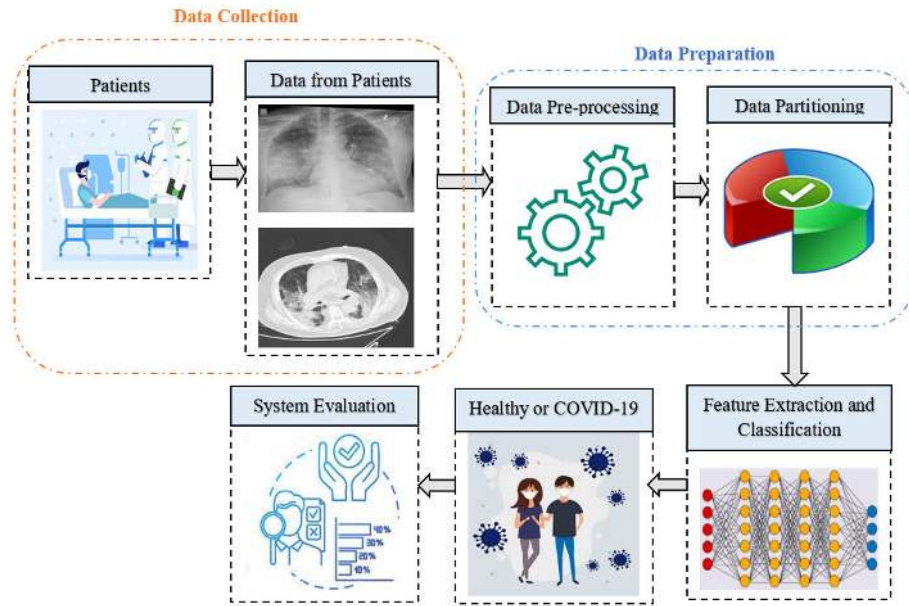 Data Collection
Data Preparation
Patients
Data from Patients
Data Pre-processing
Data Partitioning
System Evaluation
Healthy or COVID-19
Feature Extraction and
Classification
40%
30%
20%
10%